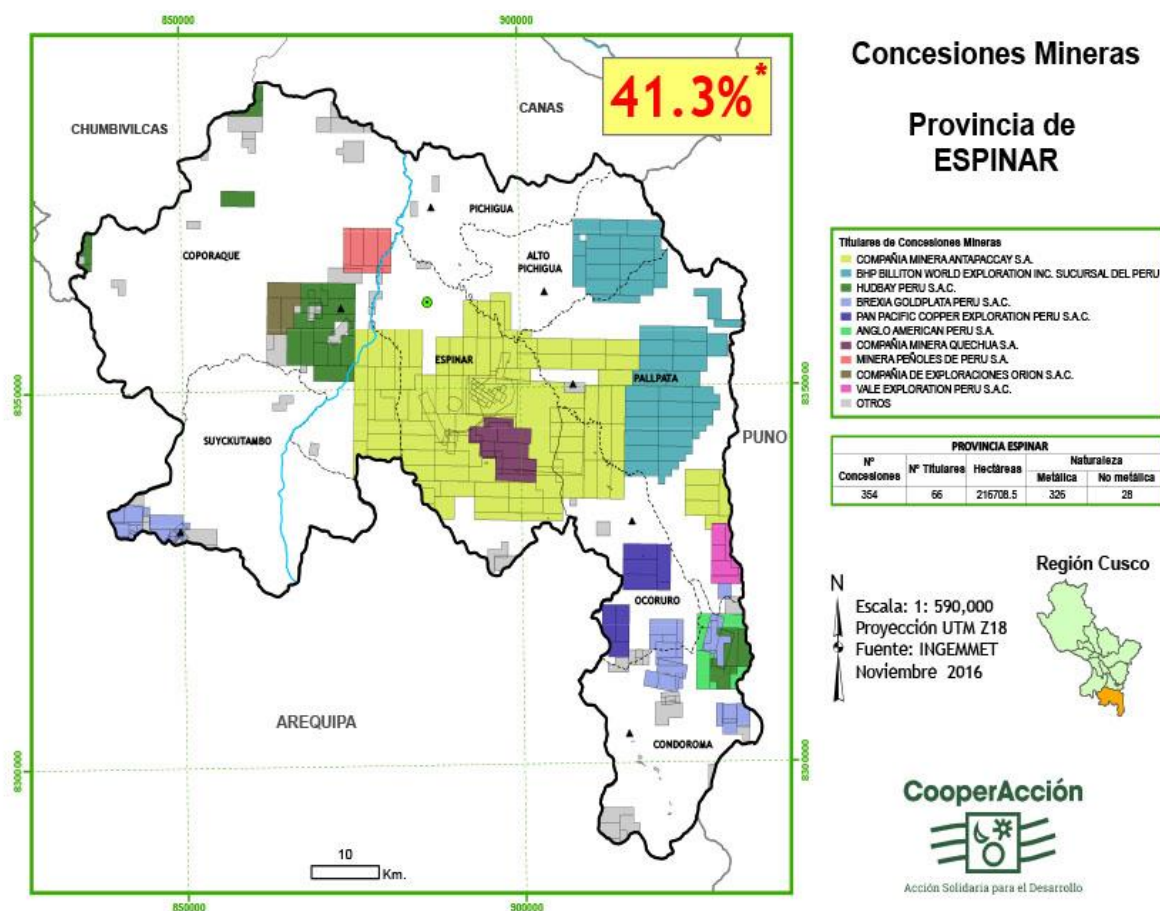 850000
900000
41.3%*
CANAS
CHUMBIVILCAS
PICHIGUA
COPORAQUE
ALTO
PICHIGUA
ESPINAR
PALLPATA
8350000
8350000
SUYCKUTAMBO
PUNO
OCORURO
AREQUIPA
CONDOROMA
8300000
8300000
10
Km.
850000
900000
Concesiones Mineras
Provincia de
ESPINAR
Titulares de Concesiones Mineras
COMPAÑIA MINERA ANTAPACCAY S.A.
BHP BILLITON WORLD EXPLORATION INC. SUCURSAL DEL PERU
HUDBAY PERU S.A.C.
BREXIA GOLDPLATA PERU S.A.C.
PAN PACIFIC COPPER EXPLORATION PERU S.A.C.
ANGLO AMERICAN PERU S.A.
COMPAÑIA MINERA QUECHUA S.A.
MINERA PEÑOLES DE PERU S.A.
COMPAÑIA DE EXPLORACIONES ORION S.A.C.
VALE EXPLORATION PERU S.A.C.
OTROS
PROVINCIA ESPINAR
N° Concesiones N° Titulares Hectáreas Naturaleza
Metálica No metálica
354 66 216708.5 326 28
Región Cusco
N
Escala: 1: 590,000
Proyección UTM Z18
Fuente: INGEMMET
Noviembre 2016
CooperAcción
Acción Solidaria para el Desarrollo